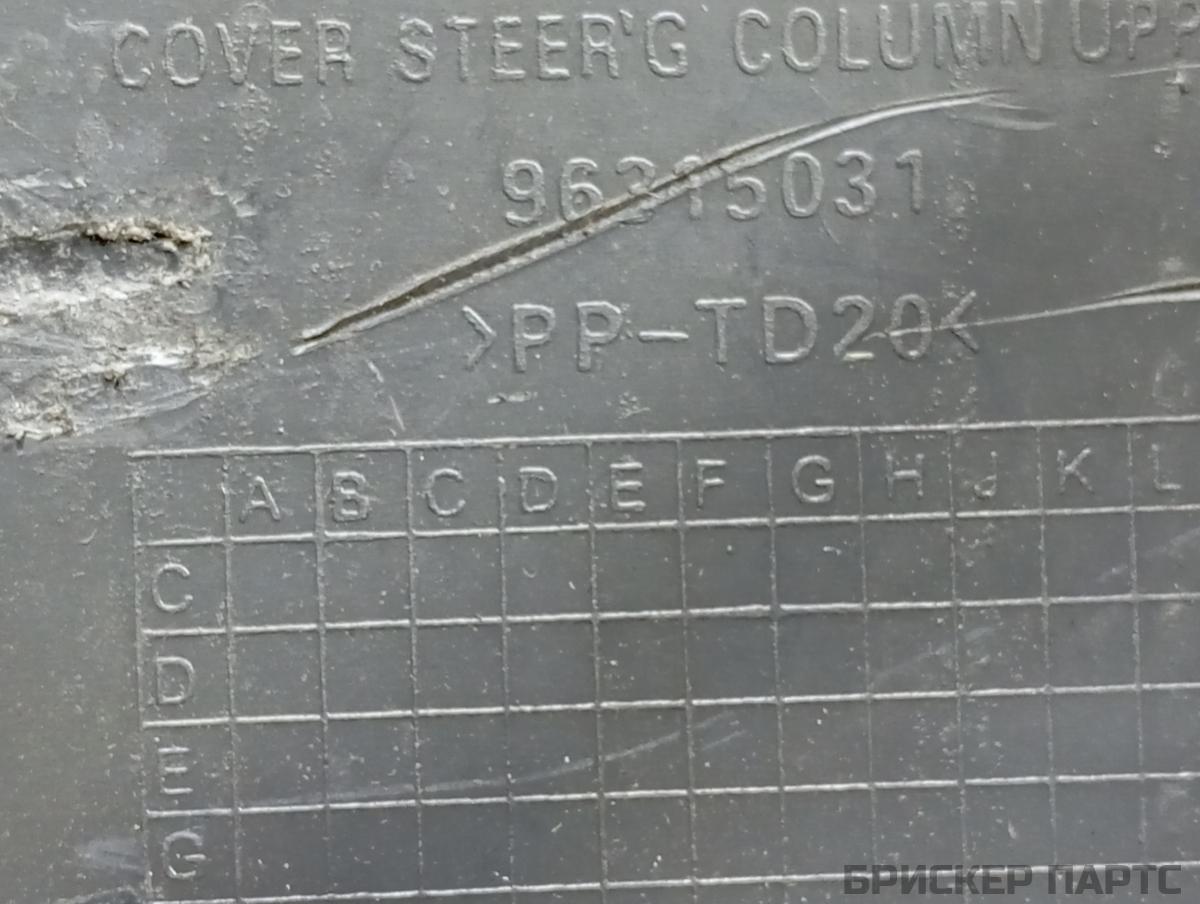 COVER STEER'G COLUMN UPP
96315031
>PP-TD20<
A B C D E F G H J K L
C
D
E
G
БРИСКЕР ПАРТС